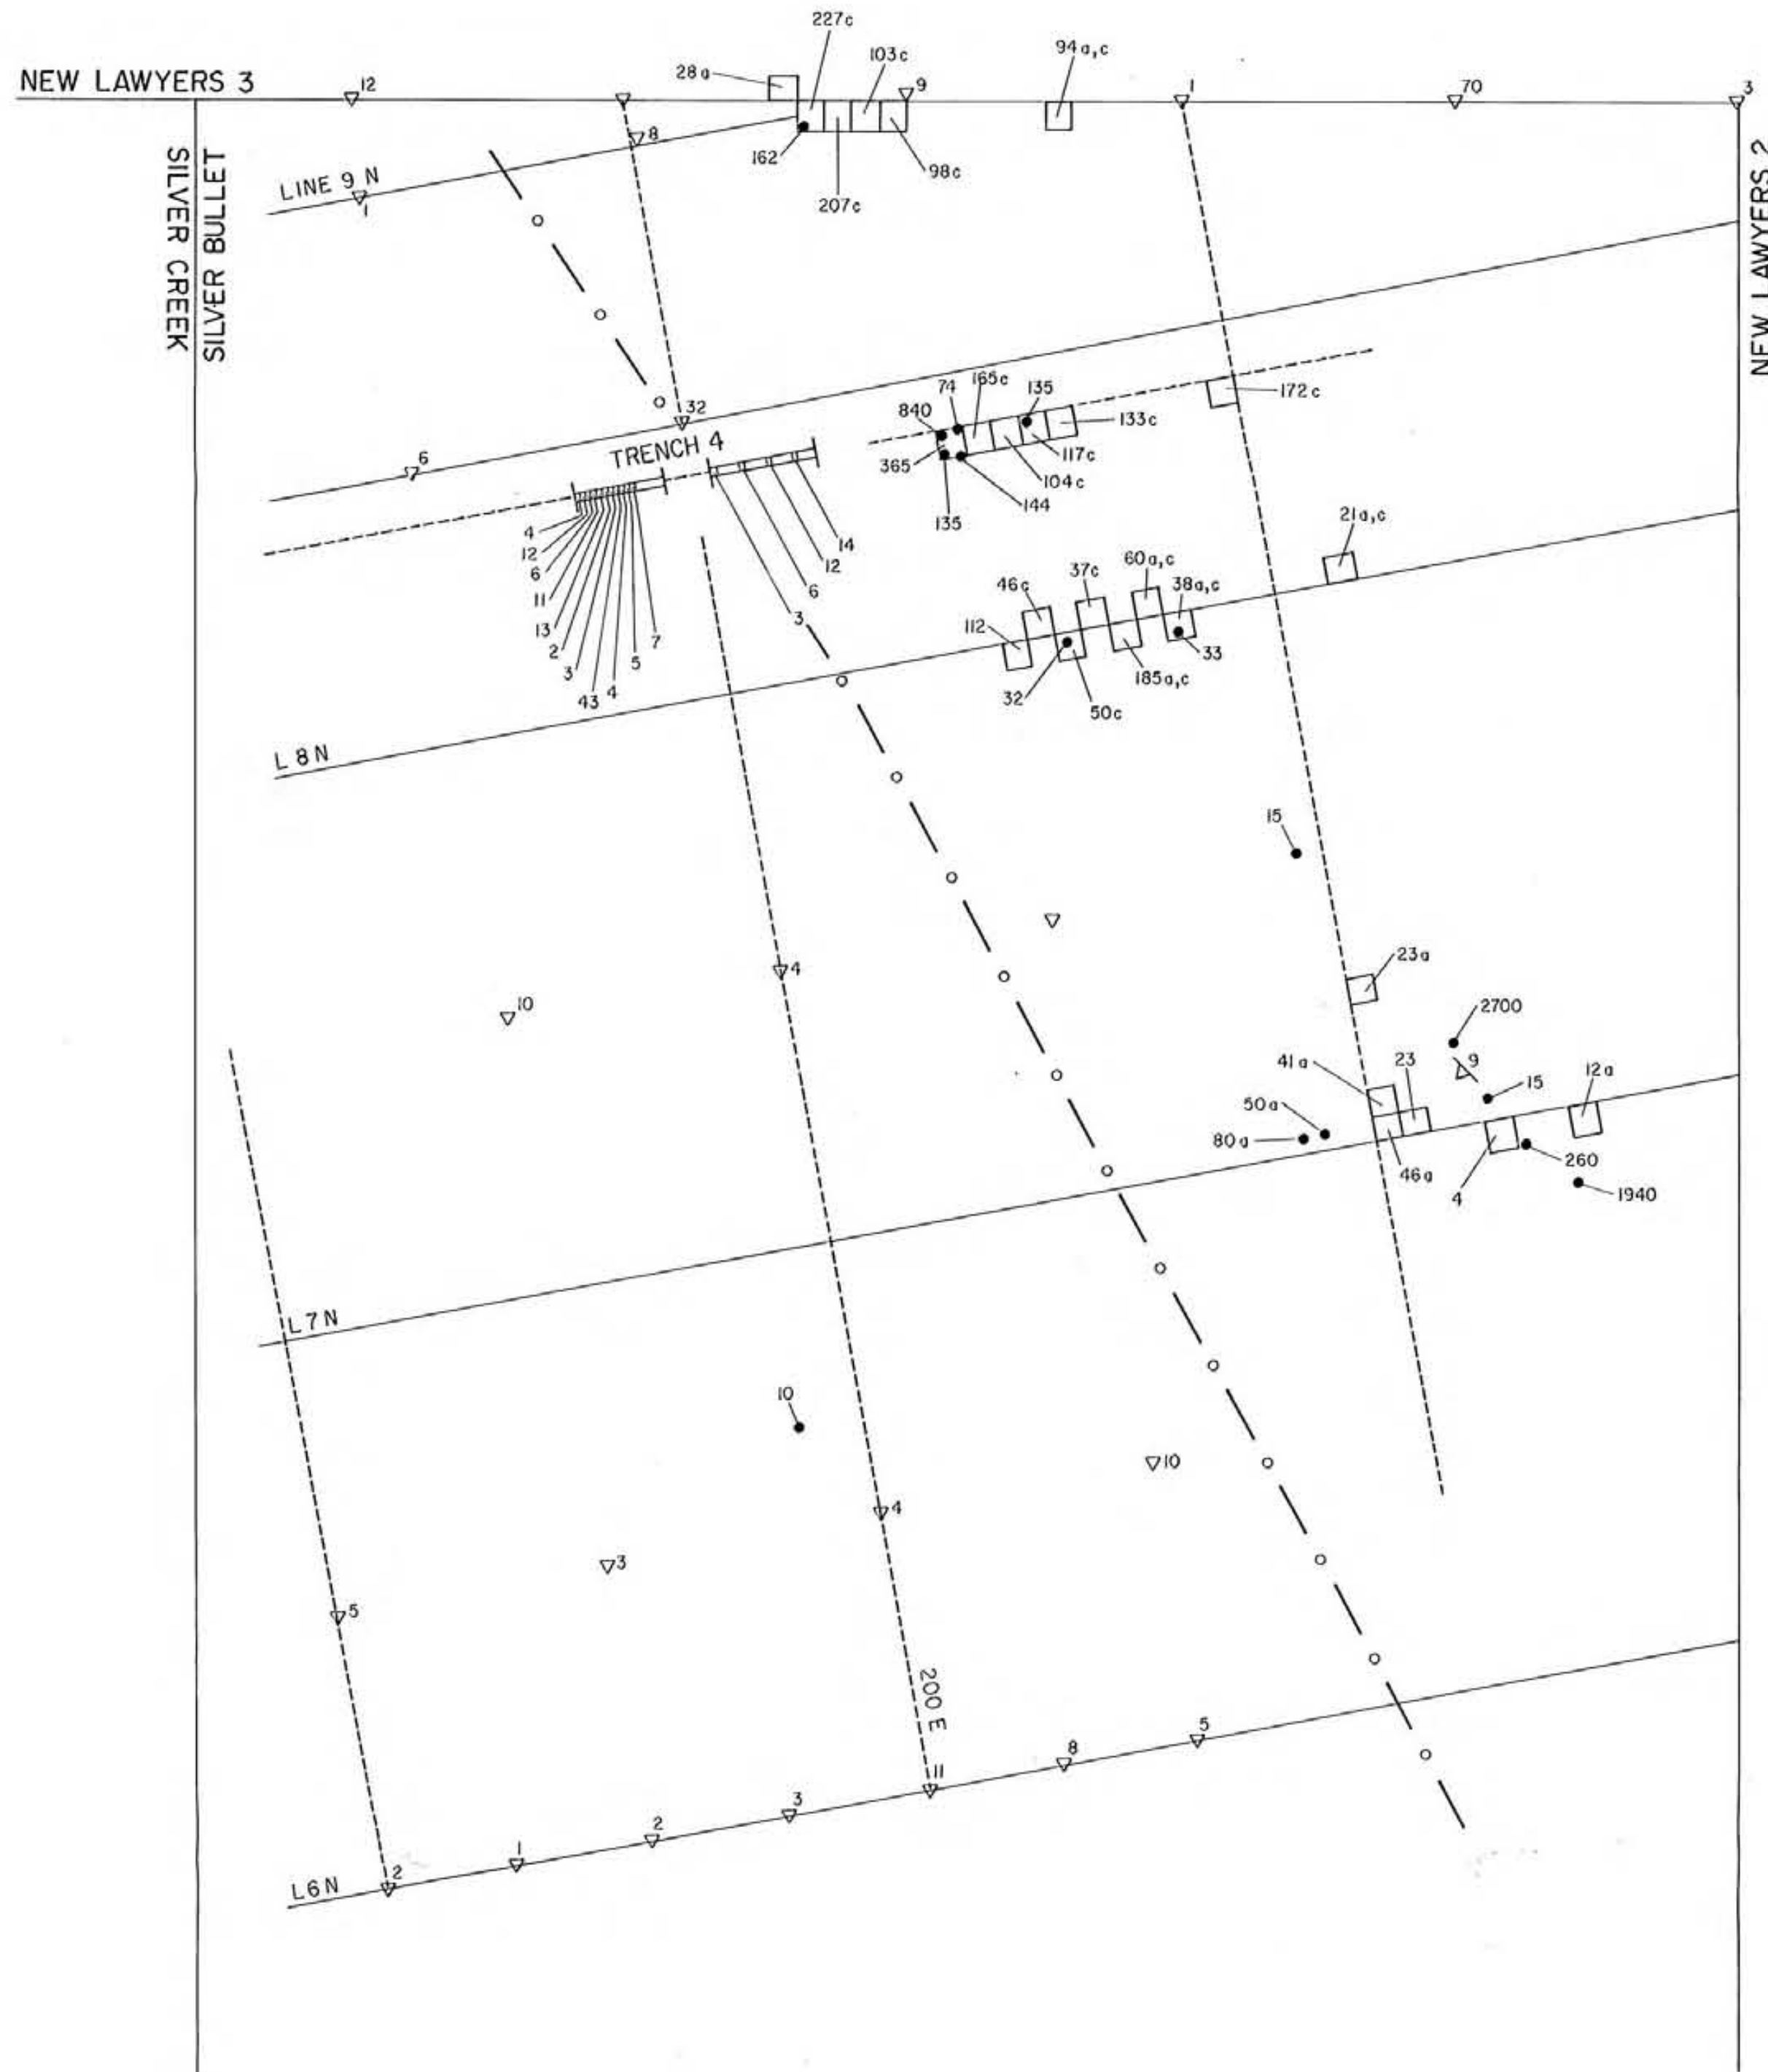 227c
28a
103c
94a,c
NEW LAWYERS 3
12
9
1
70
3
8
162
98c
207c
LINE 9 N
1
SILVER CREEK
SILVER BULLET
NEW LAWYERS 2
32
74
165c
135
172c
840
133c
6
TRENCH 4
365
117c
104c
144
135
4
12
6
11
13
2
3
43
4
5
7
14
12
6
3
21a,c
60a,c
37c
38a,c
46c
112
33
185a,c
32
50c
L 8 N
15
4
10
23a
2700
41a
23
9
15
12a
50a
80a
46a
4
260
1940
L 7 N
10
10
4
3
5
200 E
5
8
11
3
2
1
2
L 6 N